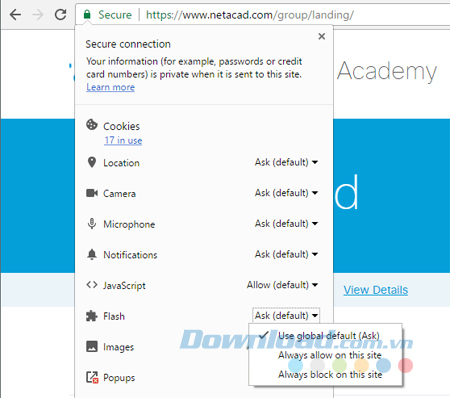 Secure https://www.netacad.com/group/landing/
Secure connection
Your information (for example, passwords or credit
card numbers) is private when it is sent to this site.
Learn more
Academy
Cookies
17 in use
Location Ask (default)
Camera Ask (default)
d
Microphone Ask (default)
Notifications Ask (default)
JavaScript Allow (default)
View Details
Flash Ask (default)
Use global default (Ask)
Download.com.vn
Images
Always allow on this site
Always block on this site
Popups